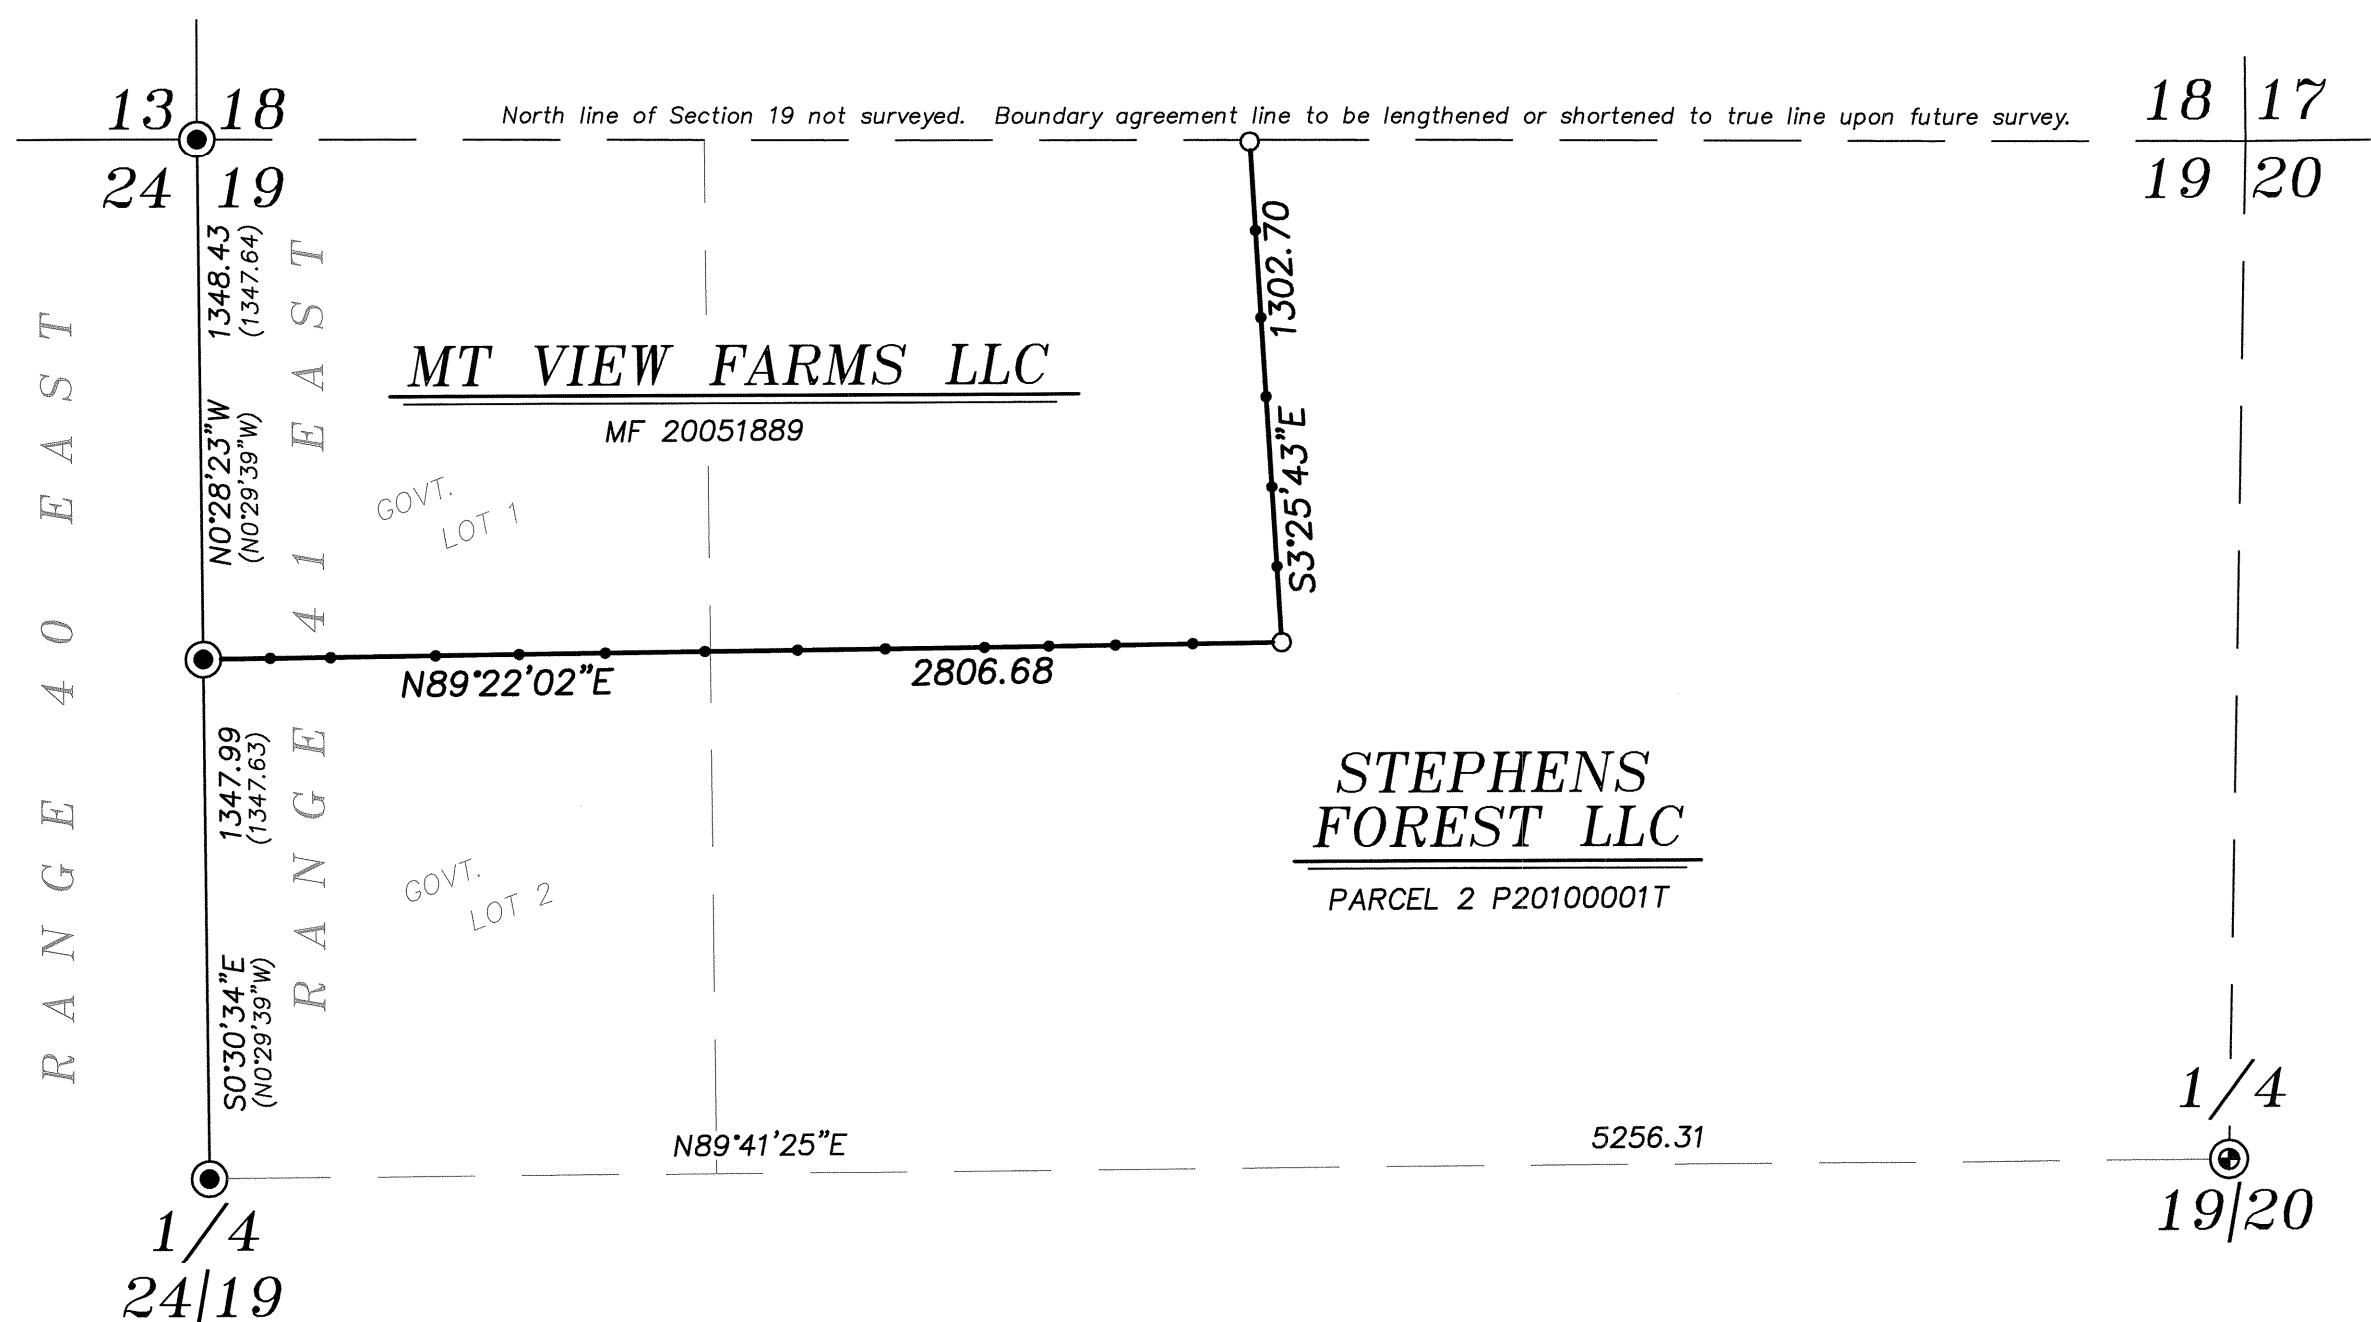 13 18
24 19
North line of Section 19 not surveyed. Boundary agreement line to be lengthened or shortened to true line upon future survey.
18 17
19 20
RANGE 40 EAST
RANGE 41 EAST
N0°28'23"W 1348.43
(N0°29'39"W) (1347.64)
MT VIEW FARMS LLC
MF 20051889
GOVT.
LOT 1
S3°25'43"E 1302.70
N89°22'02"E 2806.68
S0°30'34"E 1347.99
(N0°29'39"W) (1347.63)
GOVT.
LOT 2
STEPHENS
FOREST LLC
PARCEL 2 P20100001T
N89°41'25"E 5256.31
1/4
19|20
1/4
24|19